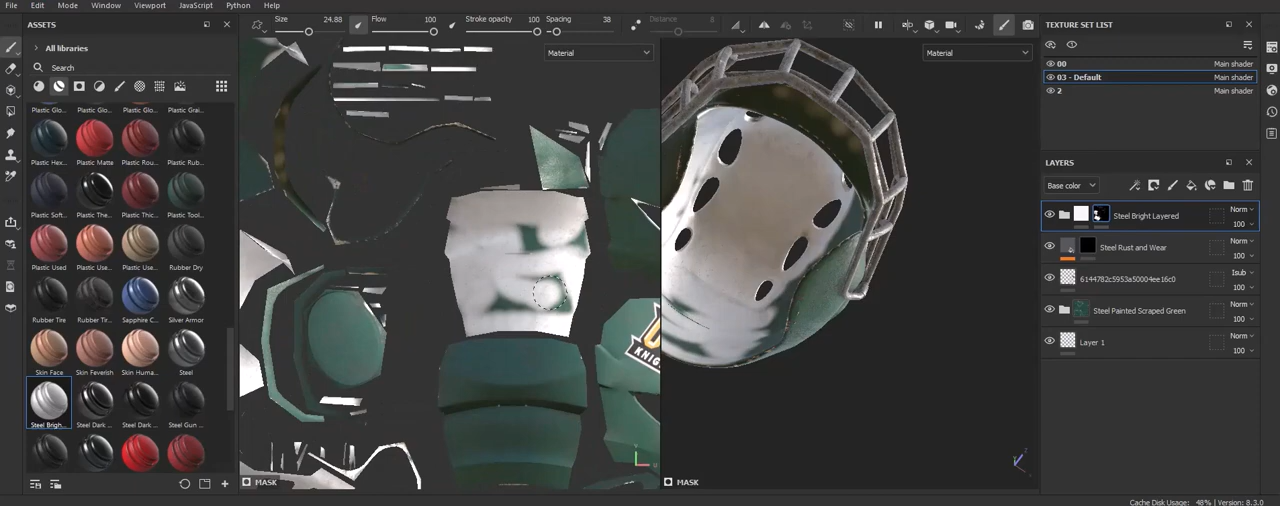 File Edit Mode Window Viewport JavaScript Python Help
ASSETS
Size 24.88 Flow 100 Stroke opacity 100 Spacing 38 Distance 8
All libraries
Search
Material
Material
Plastic Glo... Plastic Glo... Plastic Glo... Plastic Grai...
Plastic Hex... Plastic Matte Plastic Rou... Plastic Rub...
Plastic Soft... Plastic The... Plastic Thic... Plastic Tool...
Plastic Used Plastic Use... Plastic Use... Rubber Dry
Rubber Tire Rubber Tir... Sapphire C... Silver Armor
Skin Face Skin Feverish Skin Huma... Steel
Steel Brigh... Steel Dark ... Steel Dark ... Steel Gun ...
KNIG
MASK
MASK
TEXTURE SET LIST
00 Main shader
03 - Default Main shader
2 Main shader
LAYERS
Base color
Steel Bright Layered Norm 100
Steel Rust and Wear Norm 100
6144782c5953a50004ee16c0 lsub 100
Steel Painted Scraped Green Norm 100
Layer 1 Norm 100
Cache Disk Usage: 48% | Version: 8.3.0